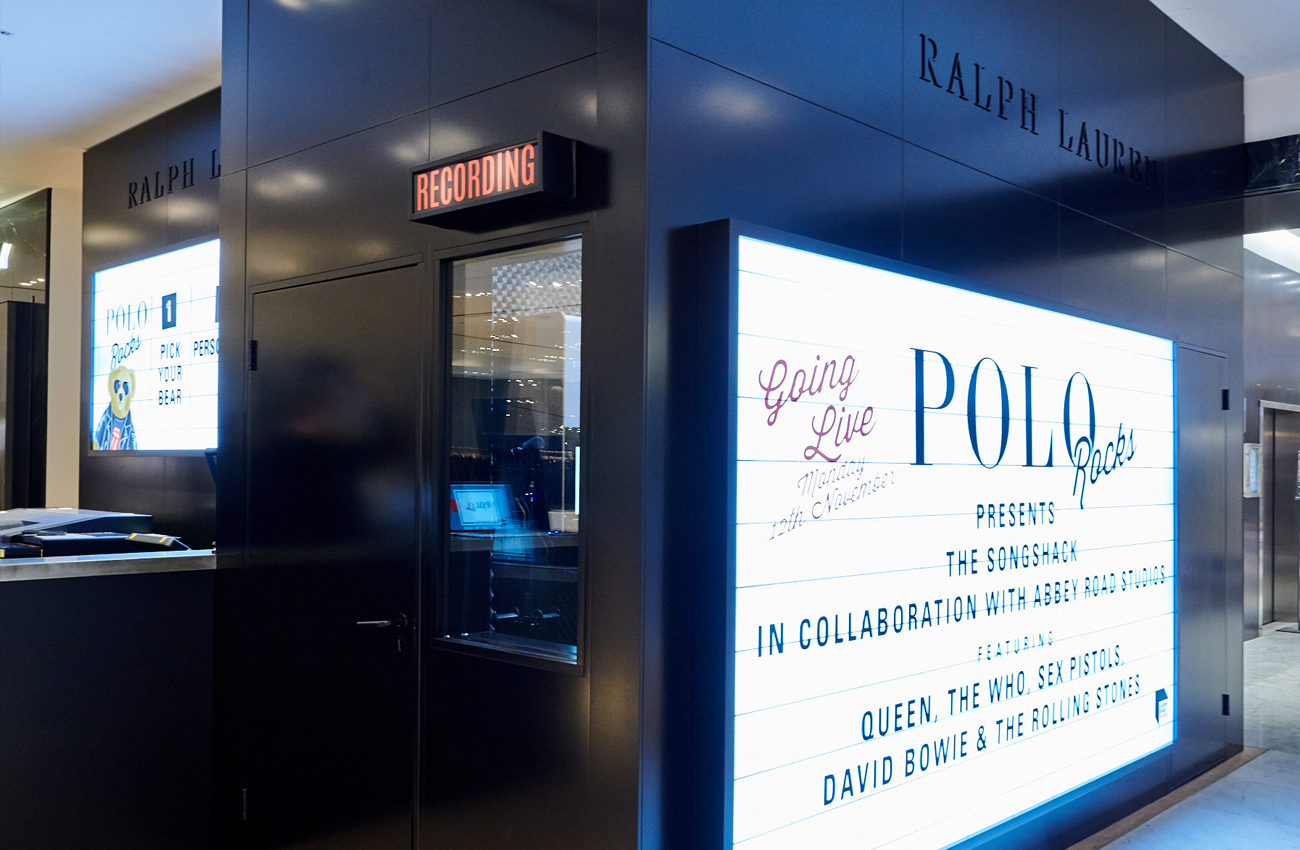 RALPH L
POLO
Rocks
1
PICK
YOUR
BEAR
PERSO
RECORDING
RALPH LAUREN
Going
Live
Monday
12th November
POLO
Rocks
PRESENTS
THE SONGSHACK
IN COLLABORATION WITH ABBEY ROAD STUDIOS
FEATURING
QUEEN, THE WHO, SEX PISTOLS,
DAVID BOWIE & THE ROLLING STONES